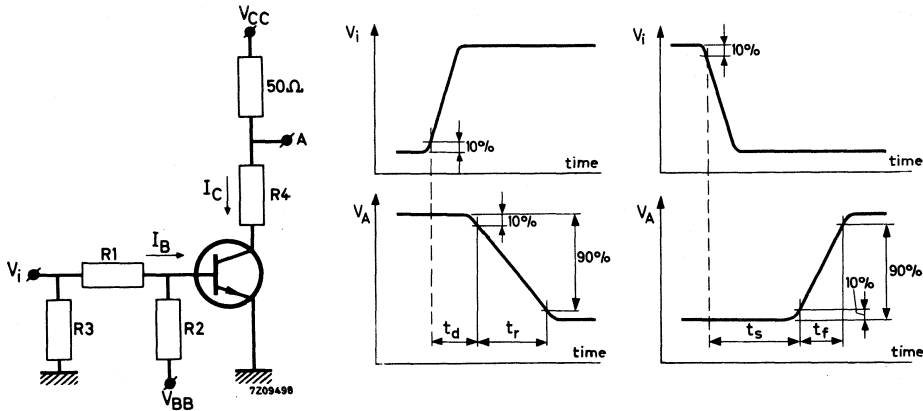 VCC
50Ω
A
IC
R4
IB
Vi
R1
R3
R2
VBB
7Z09498
Vi
10%
time
VA
10%
90%
td
tr
time
Vi
10%
time
VA
10%
90%
ts
tf
time